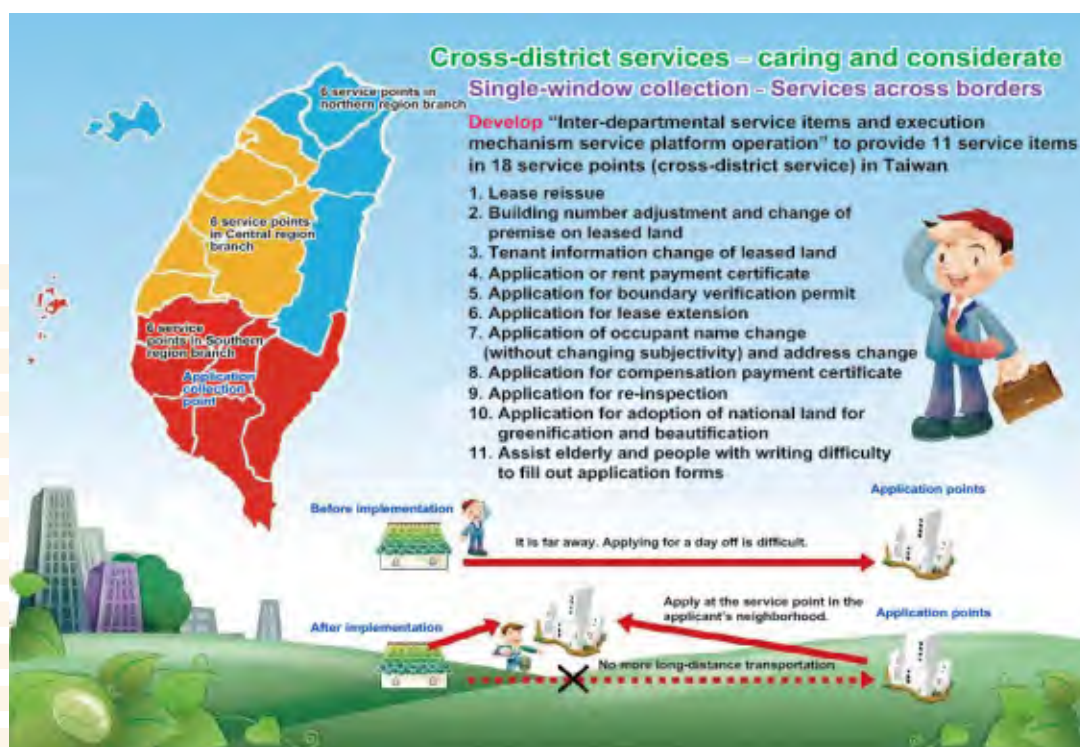 Cross-district services – caring and considerate
Single-window collection - Services across borders
Develop "Inter-departmental service items and execution
mechanism service platform operation" to provide 11 service items
in 18 service points (cross-district service) in Taiwan
1. Lease reissue
2. Building number adjustment and change of
premise on leased land
3. Tenant information change of leased land
4. Application or rent payment certificate
5. Application for boundary verification permit
6. Application for lease extension
7. Application of occupant name change
(without changing subjectivity) and address change
8. Application for compensation payment certificate
9. Application for re-inspection
10. Application for adoption of national land for
greenification and beautification
11. Assist elderly and people with writing difficulty
to fill out application forms
6 service points in
northern region branch
6 service points
in Central region
branch
6 service
points in Southern
region branch
Application
collection
point
Before implementation
It is far away. Applying for a day off is difficult.
Application points
After implementation
Apply at the service point in the
applicant's neighborhood.
Application points
No more long-distance transportation